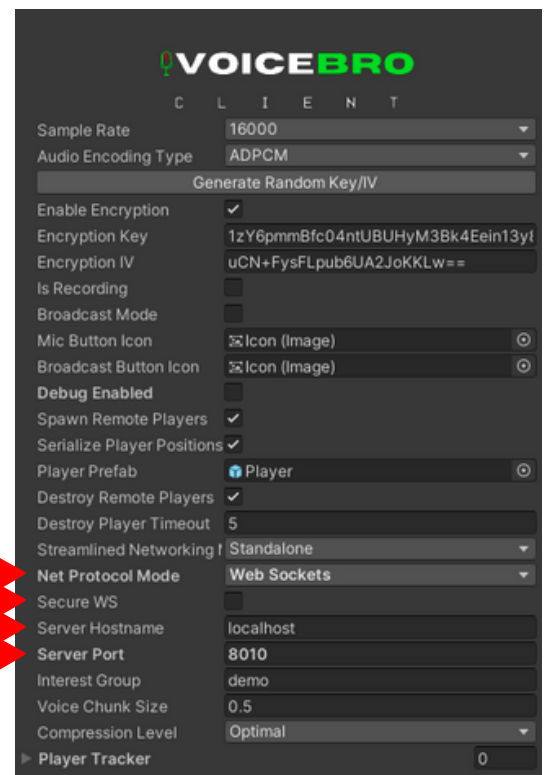 VOICEBRO
C L I E N T
Sample Rate 16000
Audio Encoding Type ADPCM
Generate Random Key/IV
Enable Encryption
Encryption Key 1zY6pmmBfc04ntUBUHyM3Bk4Eein13y
Encryption IV uCN+FysFLpub6UA2JoKKLw==
Is Recording
Broadcast Mode
Mic Button Icon Icon (Image)
Broadcast Button Icon Icon (Image)
Debug Enabled
Spawn Remote Players
Serialize Player Positions
Player Prefab Player
Destroy Remote Players
Destroy Player Timeout 5
Streamlined Networking Standalone
Net Protocol Mode Web Sockets
Secure WS
Server Hostname localhost
Server Port 8010
Interest Group demo
Voice Chunk Size 0.5
Compression Level Optimal
Player Tracker 0